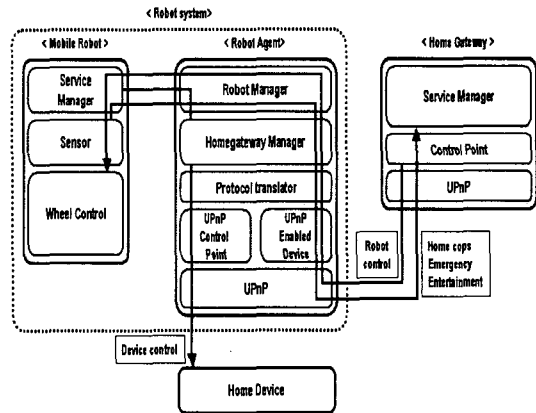 < Robot system>
< Mobile Robot>
Service
Manager
Sensor
Wheel Control
<Robot Agent>
Robot Manager
Homegateway Manager
Protocol translator
UPnP
Control
Point
UPnP
Enabled
Device
UPnP
<Home Gateway>
Service Manager
Control Point
UPnP
Robot
control
Home cops
Emergency
Entertainment
Device control
Home Device